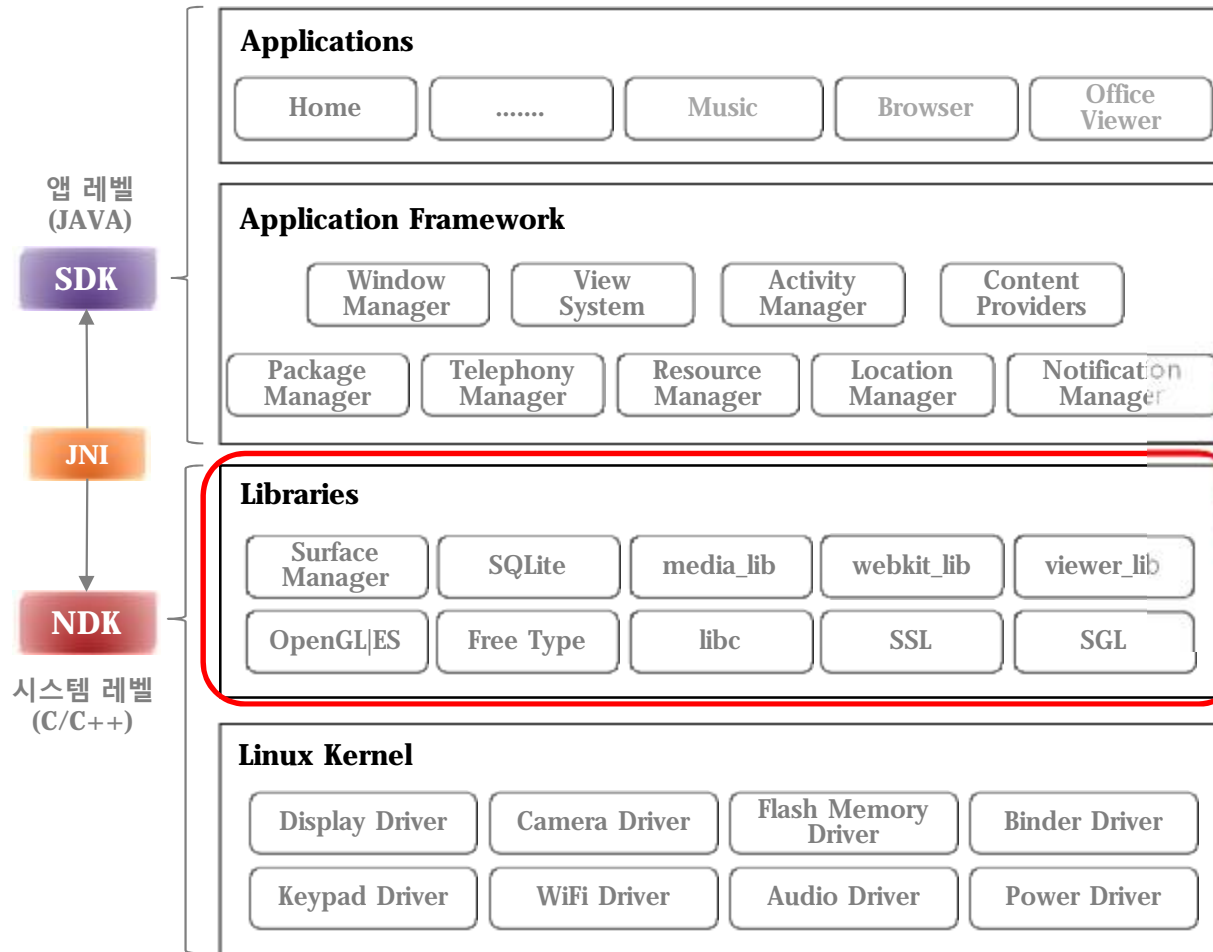 Applications
Home
.......
Music
Browser
Office
Viewer
앱 레벨
(JAVA)
SDK
Application Framework
Window
Manager
View
System
Activity
Manager
Content
Providers
Package
Manager
Telephony
Manager
Resource
Manager
Location
Manager
Notification
Manager
JNI
Libraries
Surface
Manager
SQLite
media_lib
webkit_lib
viewer_lib
NDK
OpenGL|ES
Free Type
libc
SSL
SGL
시스템 레벨
(C/C++)
Linux Kernel
Display Driver
Camera Driver
Flash Memory
Driver
Binder Driver
Keypad Driver
WiFi Driver
Audio Driver
Power Driver